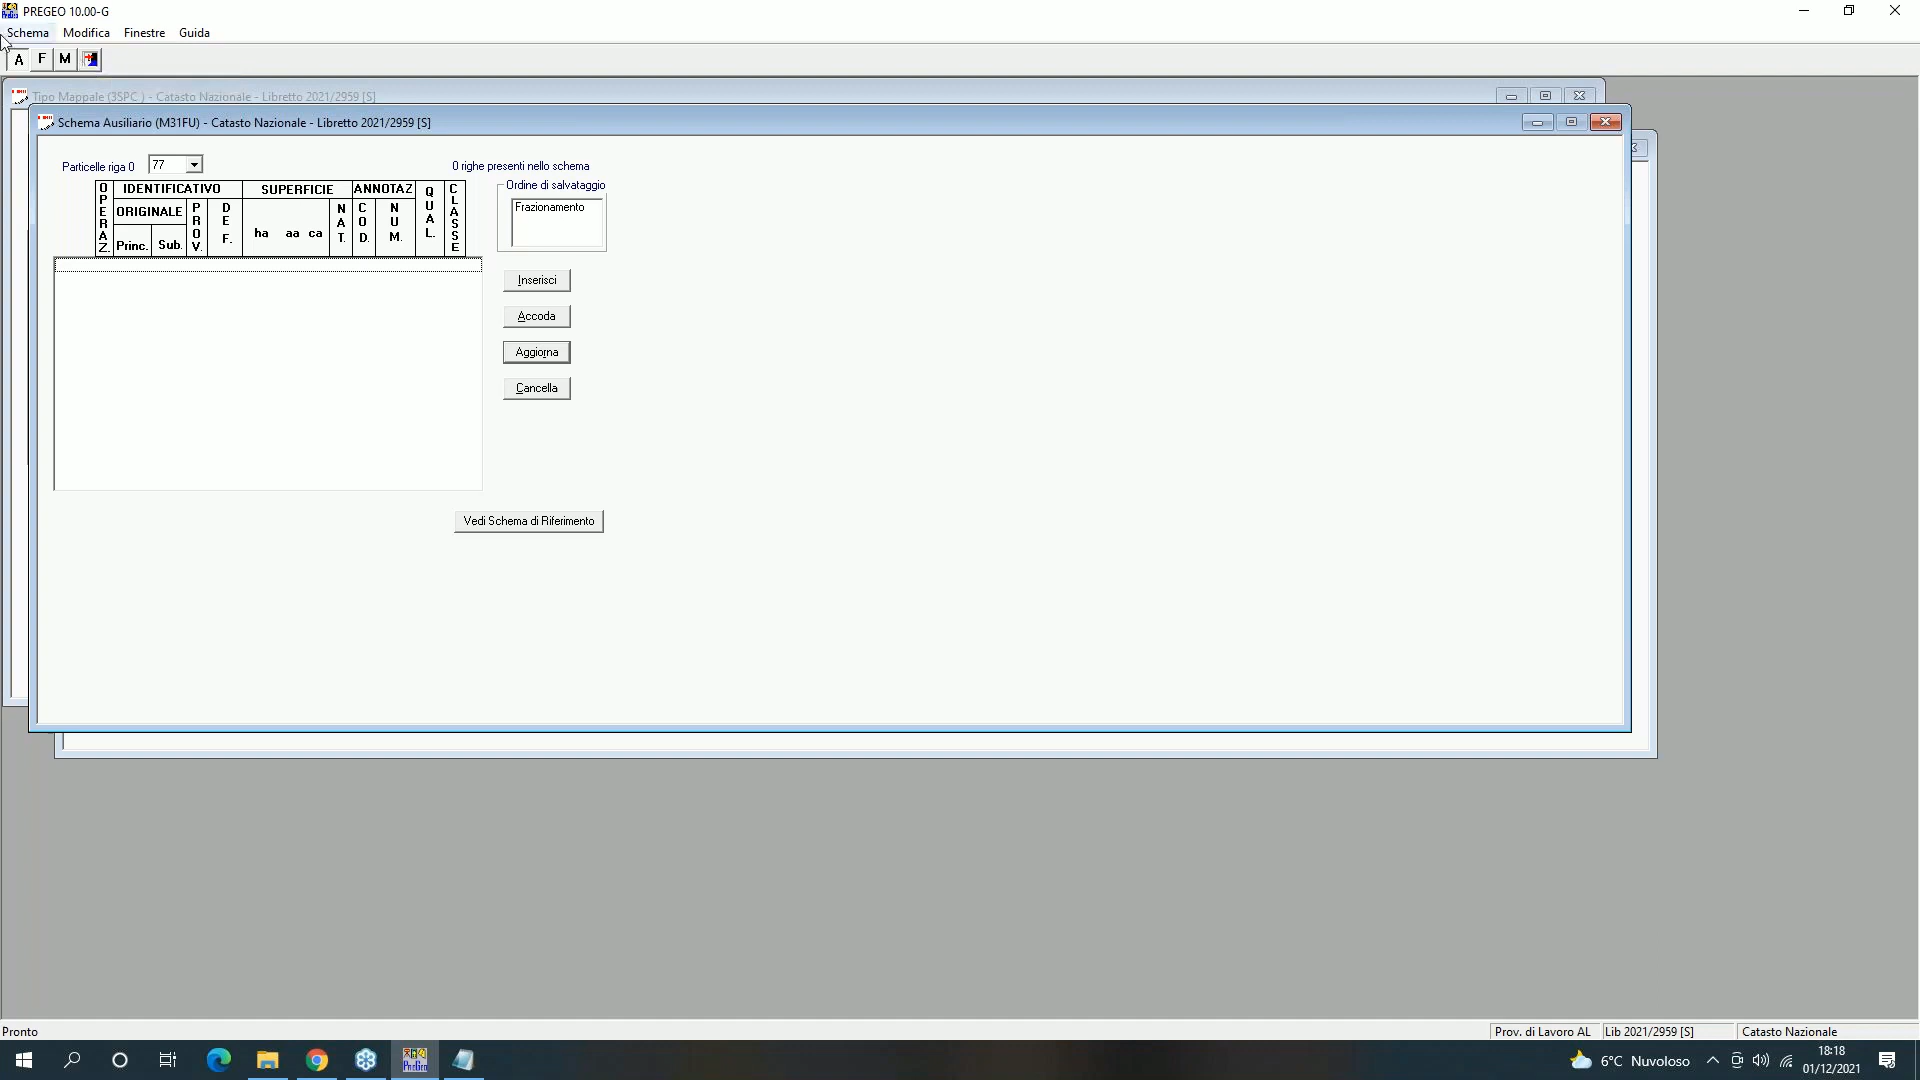 PREGEO 10.00-G
Schema Modifica Finestre Guida
A F M
Tipo Mappale (3SPC ) - Catasto Nazionale - Libretto 2021/2959 [S]
Schema Ausiliario (M31FU) - Catasto Nazionale - Libretto 2021/2959 [S]
Particelle riga 0 77 0 righe presenti nello schema
OPERAZ. IDENTIFICATIVO SUPERFICIE ANNOTAZ QUAL. CLASSE
ORIGINALE PROV. DEF. ha aa ca NAT. COD. NUM.
Princ. Sub.
Ordine di salvataggio
Frazionamento
Inserisci
Accoda
Aggiorna
Cancella
Vedi Schema di Riferimento
Pronto Prov. di Lavoro AL Lib 2021/2959 [S] Catasto Nazionale
PreGeo
6°C Nuvoloso
18:18
01/12/2021